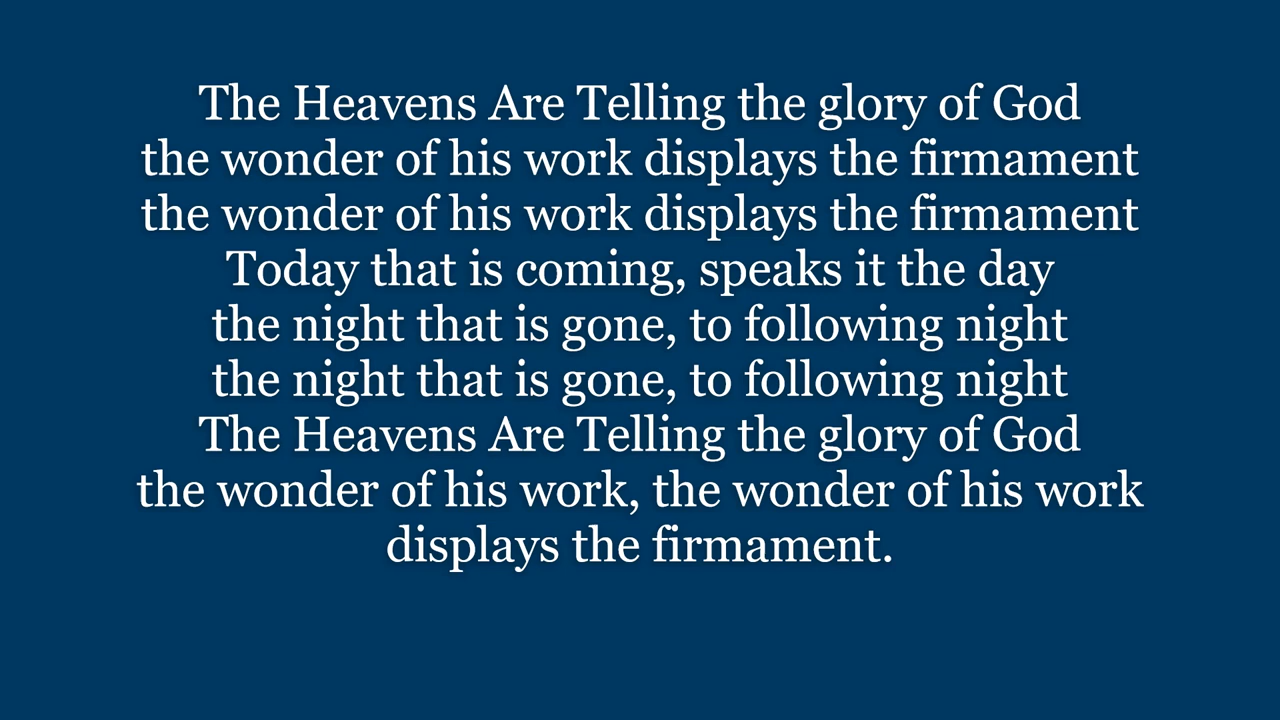 The Heavens Are Telling the glory of God
the wonder of his work displays the firmament
the wonder of his work displays the firmament
Today that is coming, speaks it the day
the night that is gone, to following night
the night that is gone, to following night
The Heavens Are Telling the glory of God
the wonder of his work, the wonder of his work
displays the firmament.